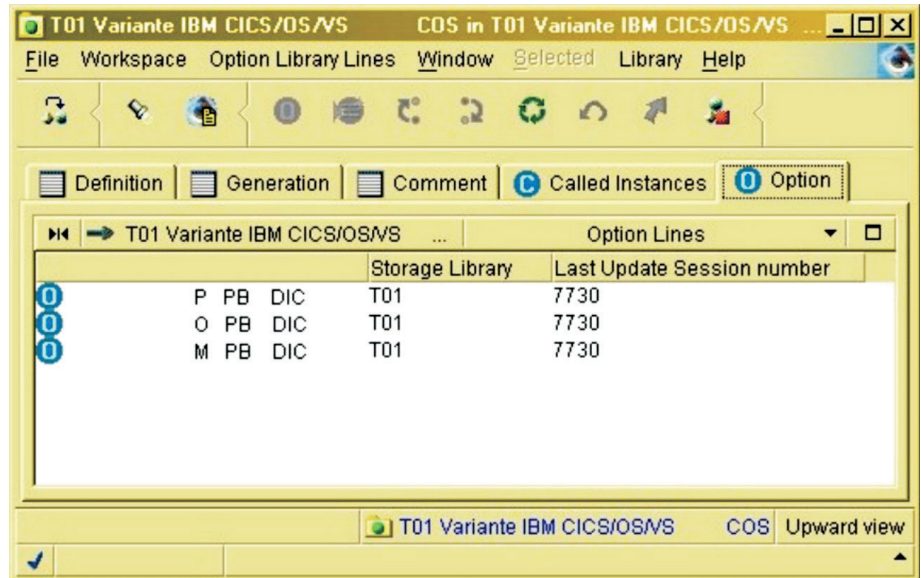 T01 Variante IBM CICS/OS/VS COS in T01 Variante IBM CICS/OS/VS ...
File Workspace Option Library Lines Window Selected Library Help
Definition Generation Comment C Called Instances O Option
T01 Variante IBM CICS/OS/VS ... Option Lines
Storage Library Last Update Session number
O P PB DIC T01 7730
O O PB DIC T01 7730
O M PB DIC T01 7730
T01 Variante IBM CICS/OS/VS COS Upward view